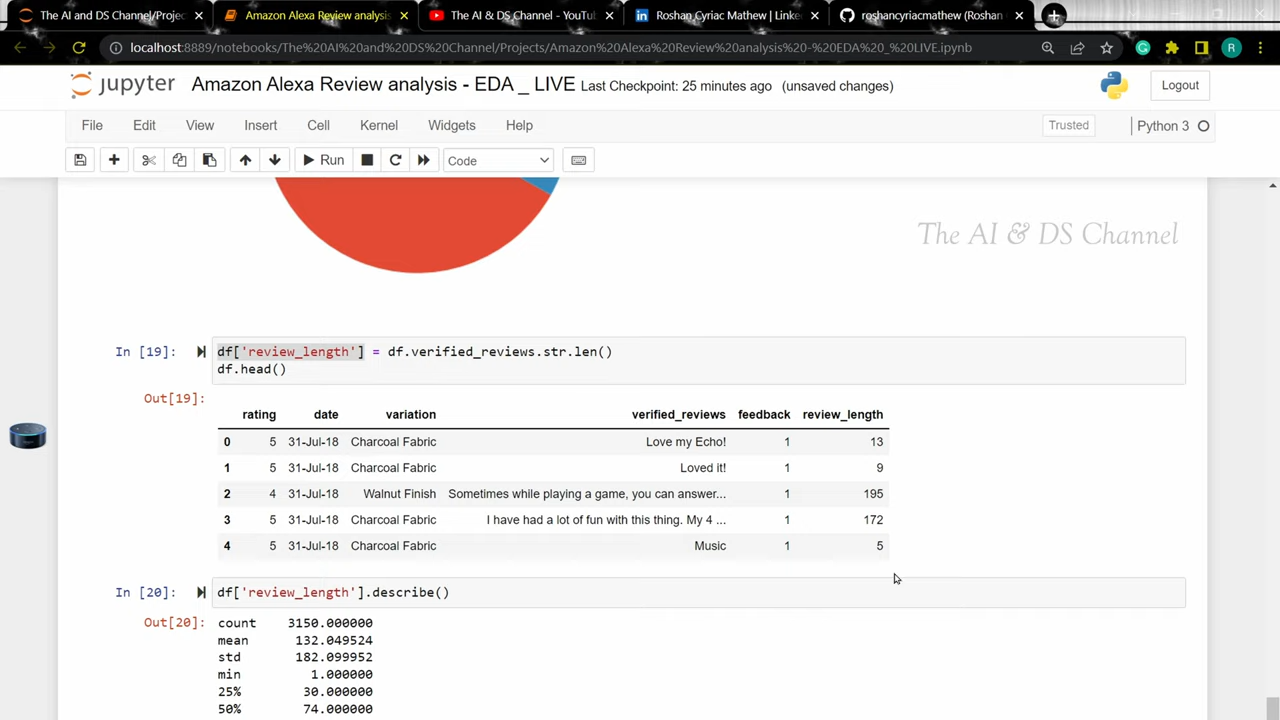 The AI and DS Channel/Projec
Amazon Alexa Review analysis
The AI & DS Channel - YouTu
Roshan Cyriac Mathew | Linke
roshancyriacmathew (Roshan
localhost:8889/notebooks/The%20AI%20and%20DS%20Channel/Projects/Amazon%20Alexa%20Review%20analysis%20-%20EDA%20_%20LIVE.ipynb
R
jupyter Amazon Alexa Review analysis - EDA _ LIVE Last Checkpoint: 25 minutes ago (unsaved changes)
Logout
File Edit View Insert Cell Kernel Widgets Help Trusted Python 3
Run Code
The AI & DS Channel
In [19]: df['review_length'] = df.verified_reviews.str.len()
df.head()
Out[19]:
rating date variation verified_reviews feedback review_length
0 5 31-Jul-18 Charcoal Fabric Love my Echo! 1 13
1 5 31-Jul-18 Charcoal Fabric Loved it! 1 9
2 4 31-Jul-18 Walnut Finish Sometimes while playing a game, you can answer... 1 195
3 5 31-Jul-18 Charcoal Fabric I have had a lot of fun with this thing. My 4 ... 1 172
4 5 31-Jul-18 Charcoal Fabric Music 1 5
In [20]: df['review_length'].describe()
Out[20]: count 3150.000000
mean 132.049524
std 182.099952
min 1.000000
25% 30.000000
50% 74.000000